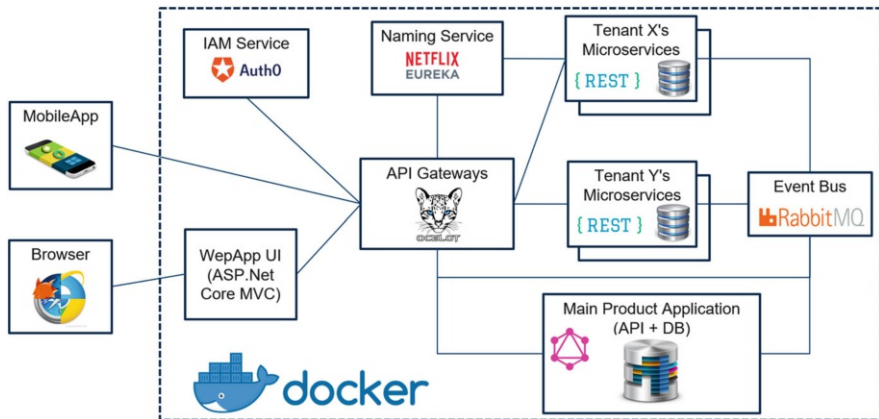 IAM Service
Auth0
Naming Service
NETFLIX
EUREKA
Tenant X's
Microservices
{ REST }
MobileApp
API Gateways
OCELOT
Tenant Y's
Microservices
{ REST }
Event Bus
RabbitMQ
Browser
WepApp UI
(ASP.Net
Core MVC)
Main Product Application
(API + DB)
docker